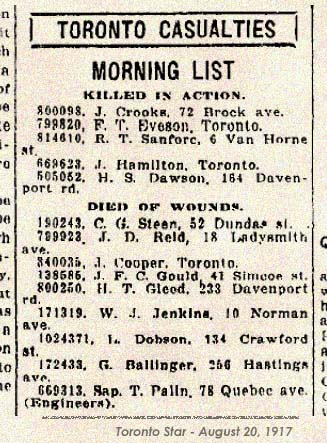 TORONTO CASUALTIES
MORNING LIST
KILLED IN ACTION.
800098, J. Crooks, 72 Brock ave.
799820, F. T. Eveson, Toronto.
814610, R. T. Sanford, 6 Van Horne
st.
669623, J. Hamilton, Toronto.
505052, H. S. Dawson, 164 Daven-
port rd.
DIED OF WOUNDS.
190243, C. G. Steen, 52 Dundas st.
799923, J. D. Reid, 18 Ladysmith
ave.
340035, J. Cooper, Toronto.
138585, J. F. C. Gould, 41 Simcoe st.
800250, H. T. Gleed, 233 Davenport
rd.
171319, W. J. Jenkins, 10 Norman
ave.
1024371, L. Dobson, 134 Crawford
st.
172433, G. Ballinger, 256 Hastings
ave.
669313, Sap. T. Palin, 78 Quebec ave.
(Engineers).
Toronto Star - August 20, 1917